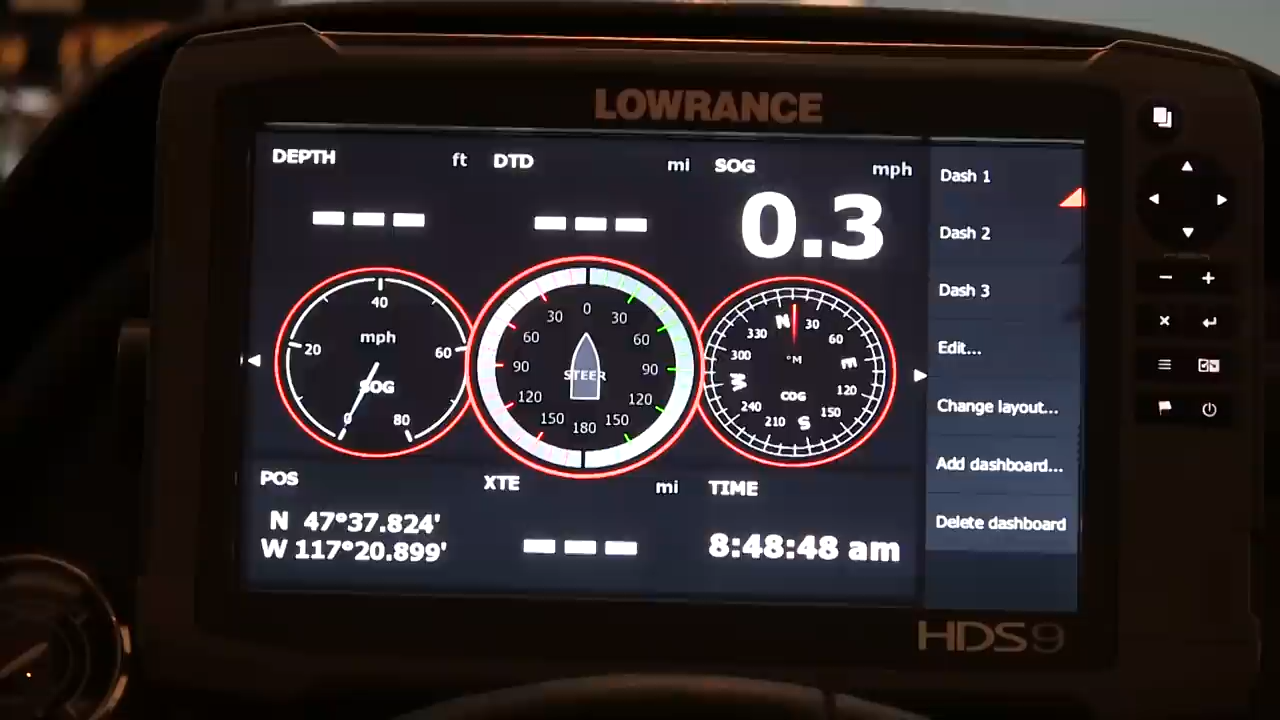 LOWRANCE
DEPTH ft DTD mi SOG mph
--- --- 0.3
40
mph
20 60
SOG
0 80
0
30 30
60 60
90 STEER 90
120 120
150 180 150
N 30
330 60
300 °M E
W COG 120
240 150
210 S
POS XTE mi TIME
N 47°37.824'
W 117°20.899' --- 8:48:48 am
Dash 1
Dash 2
Dash 3
Edit...
Change layout...
Add dashboard...
Delete dashboard
HDS9